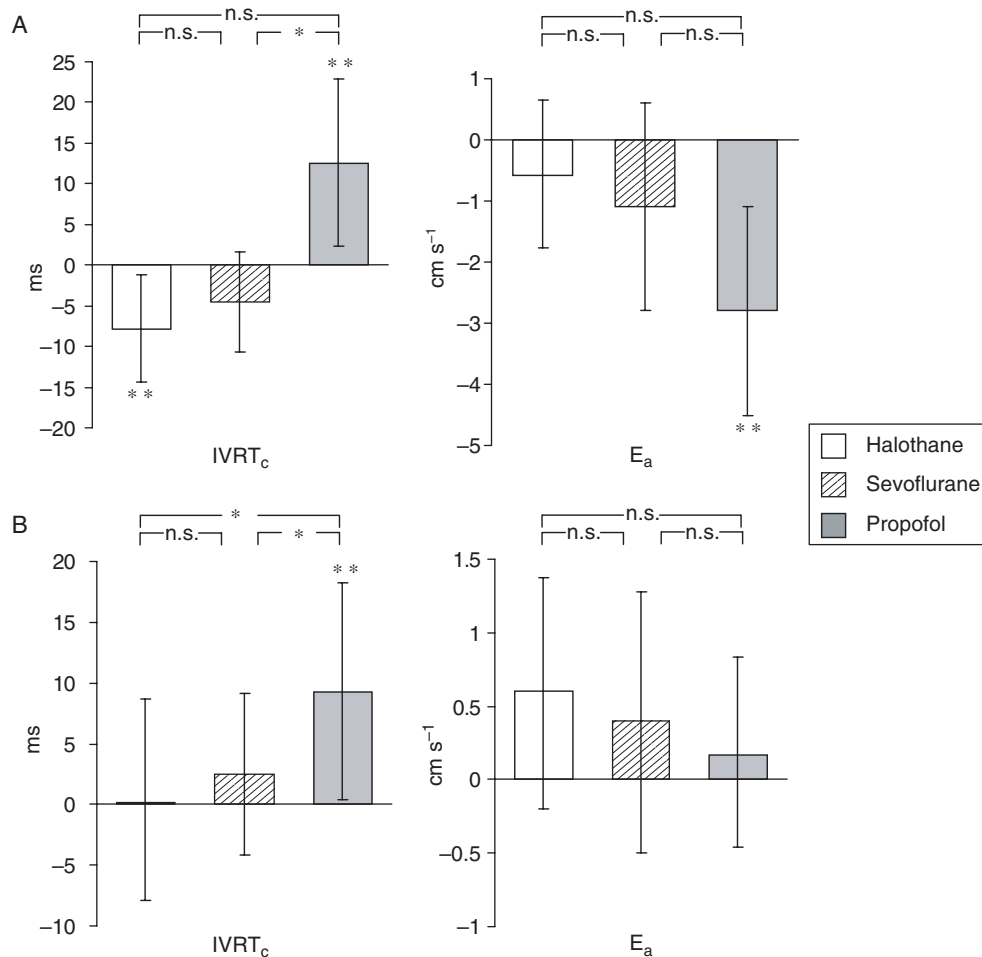 A
n.s.
n.s.
*
**
**
25
20
15
10
5
0
–5
–10
–15
–20
ms
IVRTc
n.s.
n.s.
n.s.
1
0
–1
–2
–3
–4
–5
cm s–1
**
Ea
Halothane
Sevoflurane
Propofol
B
*
n.s.
*
**
20
15
10
5
0
–5
–10
ms
IVRTc
n.s.
n.s.
n.s.
1.5
1
0.5
0
–0.5
–1
cm s–1
Ea